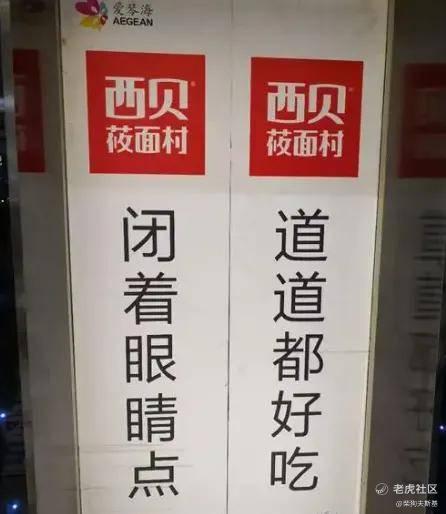 爱琴海
AEGEAN
西贝
莜面村
闭着眼睛点
西贝
莜面村
道道都好吃
老虎社区
@柴狗夫斯基